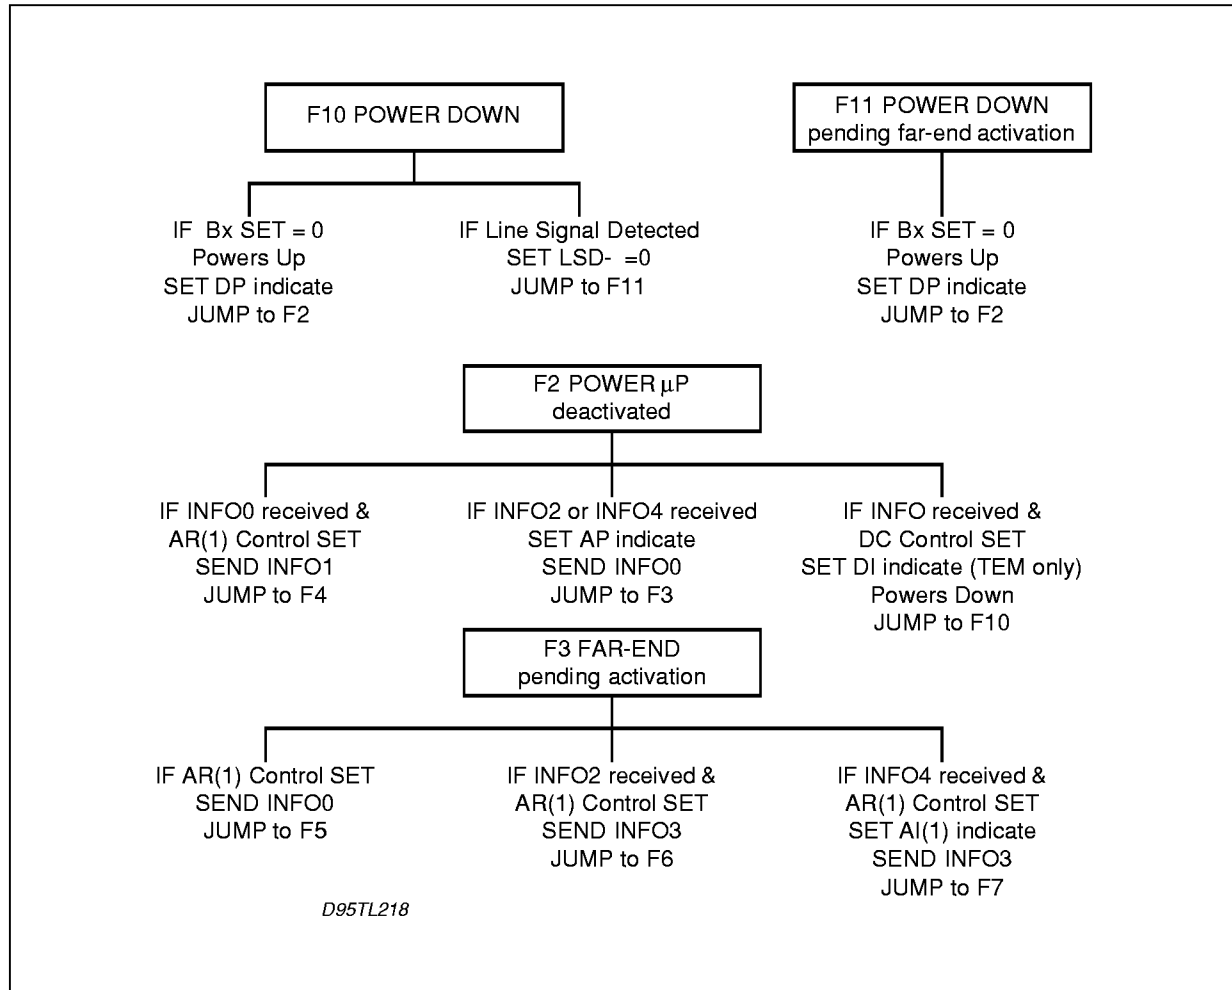 F10 POWER DOWN
F11 POWER DOWN
pending far-end activation
IF Bx SET = 0
Powers Up
SET DP indicate
JUMP to F2
IF Line Signal Detected
SET LSD- =0
JUMP to F11
IF Bx SET = 0
Powers Up
SET DP indicate
JUMP to F2
F2 POWER µP
deactivated
IF INFO0 received &
AR(1) Control SET
SEND INFO1
JUMP to F4
IF INFO2 or INFO4 received
SET AP indicate
SEND INFO0
JUMP to F3
IF INFO received &
DC Control SET
SET DI indicate (TEM only)
Powers Down
JUMP to F10
F3 FAR-END
pending activation
IF AR(1) Control SET
SEND INFO0
JUMP to F5
IF INFO2 received &
AR(1) Control SET
SEND INFO3
JUMP to F6
IF INFO4 received &
AR(1) Control SET
SET AI(1) indicate
SEND INFO3
JUMP to F7
D95TL218